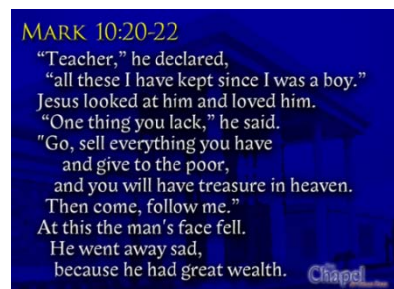 MARK 10:20-22
“Teacher,” he declared,
“all these I have kept since I was a boy.”
Jesus looked at him and loved him.
“One thing you lack,” he said.
"Go, sell everything you have
and give to the poor,
and you will have treasure in heaven.
Then come, follow me.”
At this the man's face fell.
He went away sad,
because he had great wealth.
Chapel